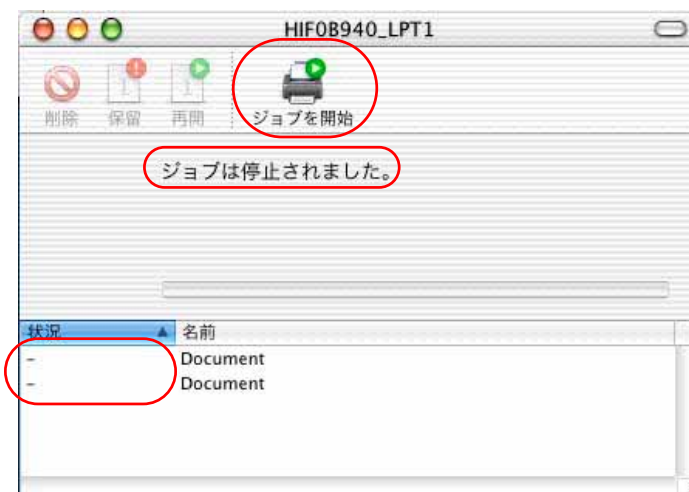 HIF0B940_LPT1
削除 保留 再開 ジョブを開始
ジョブは停止されました。
状況 名前
- Document
- Document